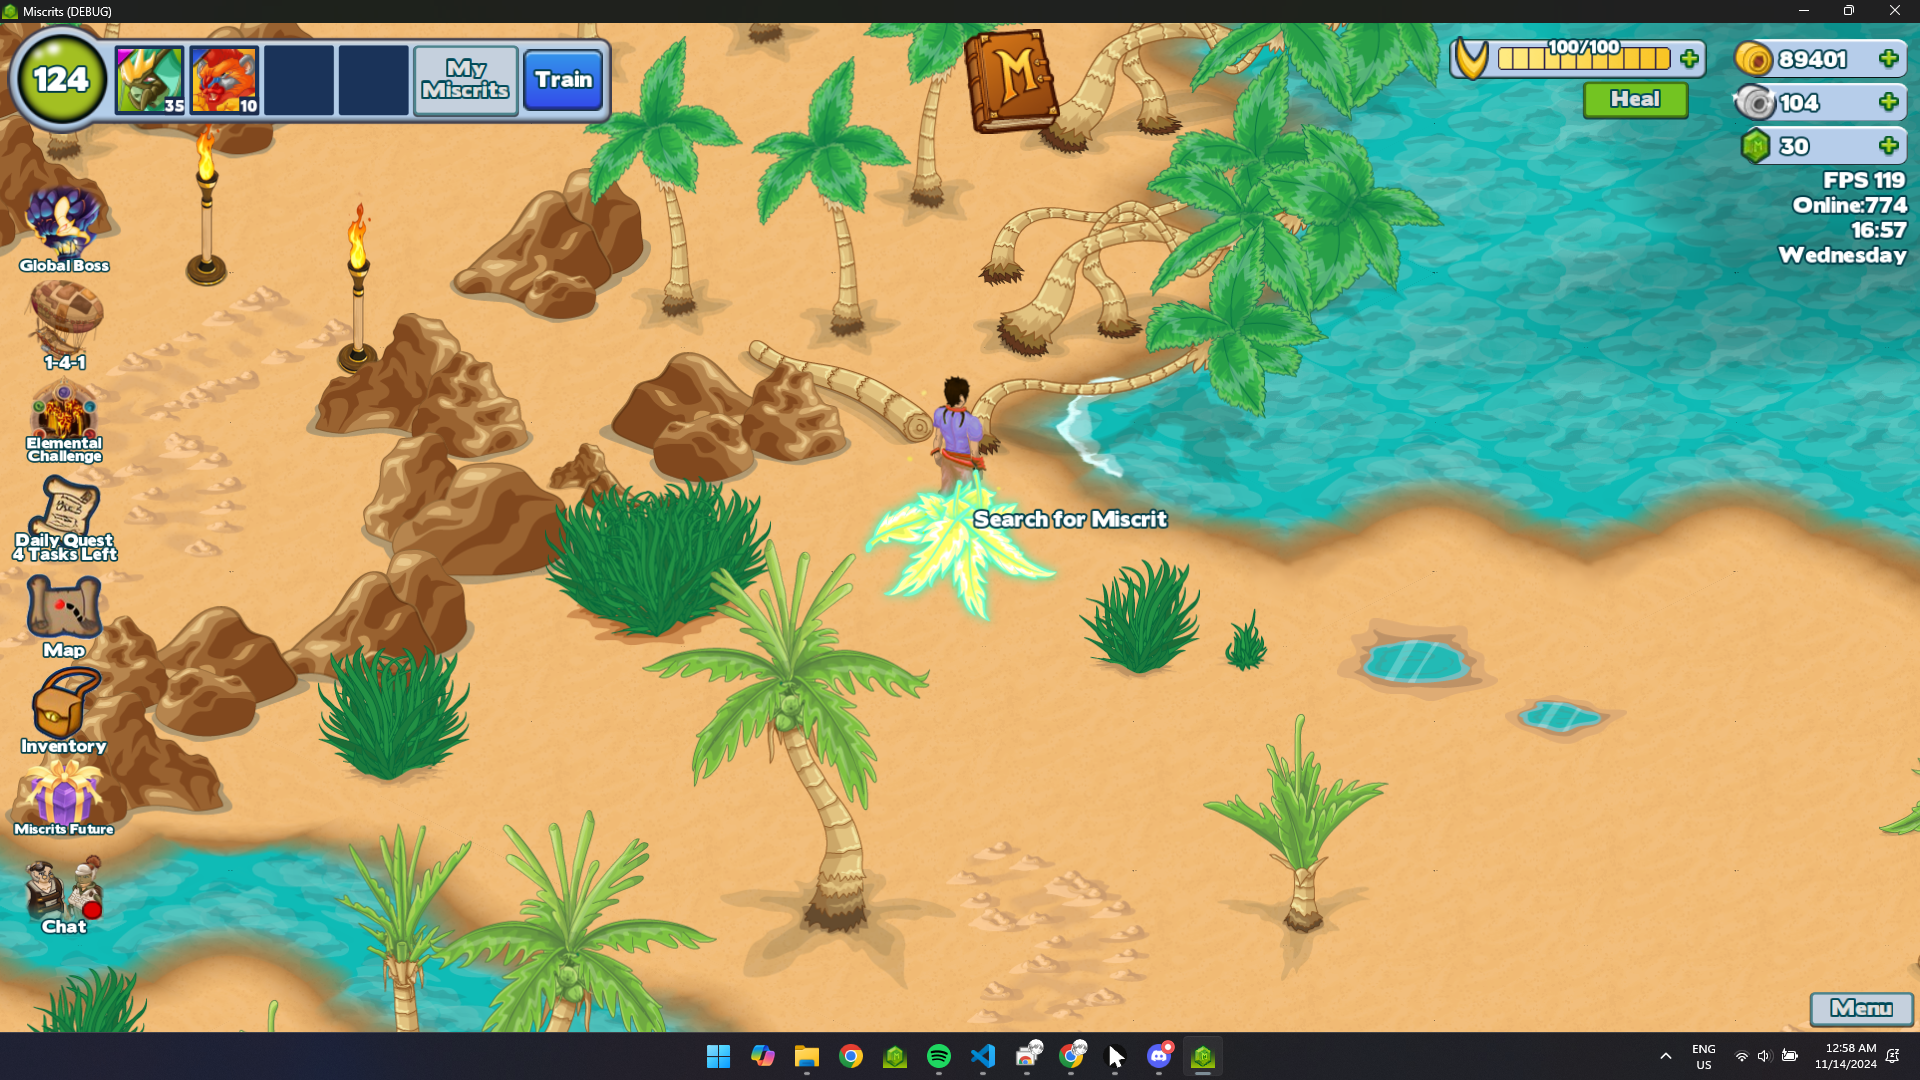 Miscrits (DEBUG)
124
35
10
My
Miscrits
Train
M
100/100
Heal
89401
104
30
FPS 119
Online:774
16:57
Wednesday
Global Boss
1-4-1
Elemental
Challenge
Daily Quest
4 Tasks Left
Map
Inventory
Miscrits Future
Chat
Search for Miscrit
Menu
ENG
US
12:58 AM
11/14/2024